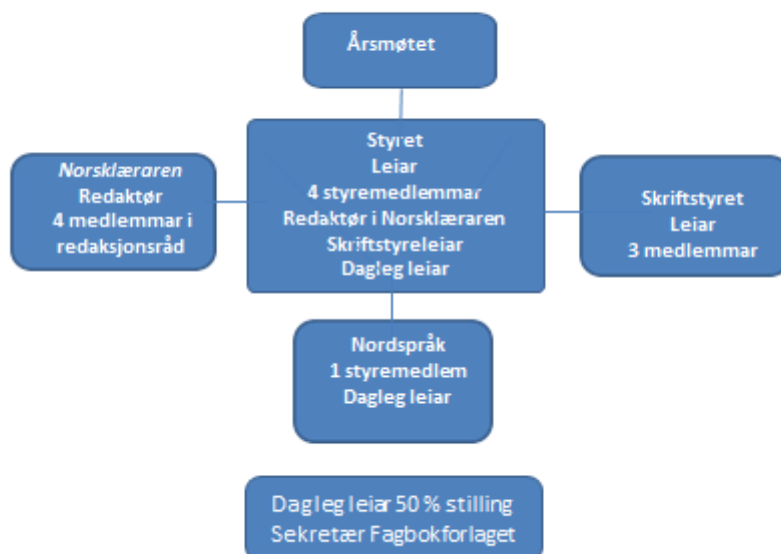 Årsmøtet
Styret
Leiar
4 styremedlemmar
Redaktør i Norsklæraren
Skriftstyreleiar
Dagleg leiar
Norsklæraren
Redaktør
4 medlemmar i
redaksjonsråd
Skriftstyret
Leiar
3 medlemmar
Nordspråk
1 styremedlem
Dagleg leiar
Dagleg leiar 50 % stilling
Sekretær Fagbokforlaget